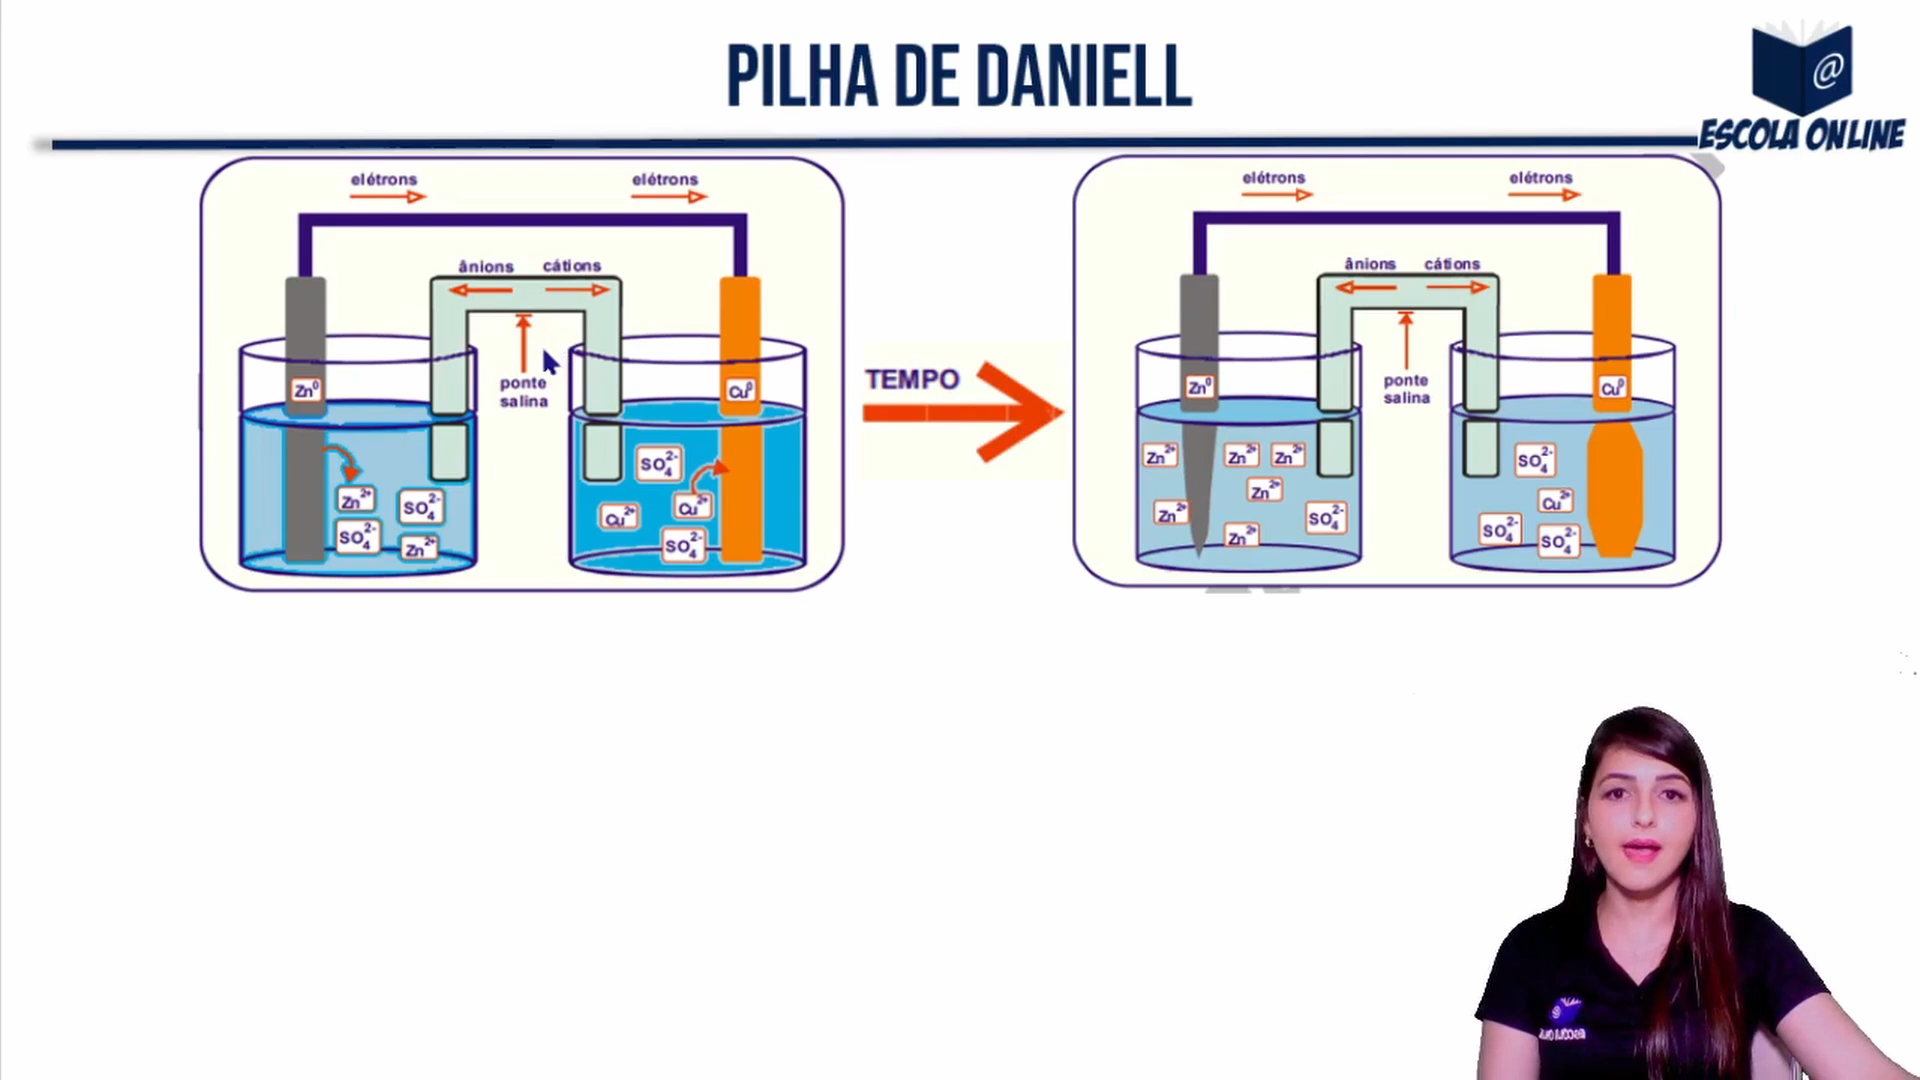 PILHA DE DANIELL
@
ESCOLA ONLINE
elétrons
elétrons
ânions
cátions
ponte
salina
Zn⁰
Cu⁰
Zn²⁺
SO₄²⁻
SO₄²⁻
Zn²⁺
SO₄²⁻
Cu²⁺
Cu²⁺
SO₄²⁻
TEMPO
elétrons
elétrons
ânions
cátions
ponte
salina
Zn⁰
Cu⁰
Zn²⁺
Zn²⁺
Zn²⁺
Zn²⁺
Zn²⁺
Zn²⁺
SO₄²⁻
SO₄²⁻
Cu²⁺
SO₄²⁻
SO₄²⁻